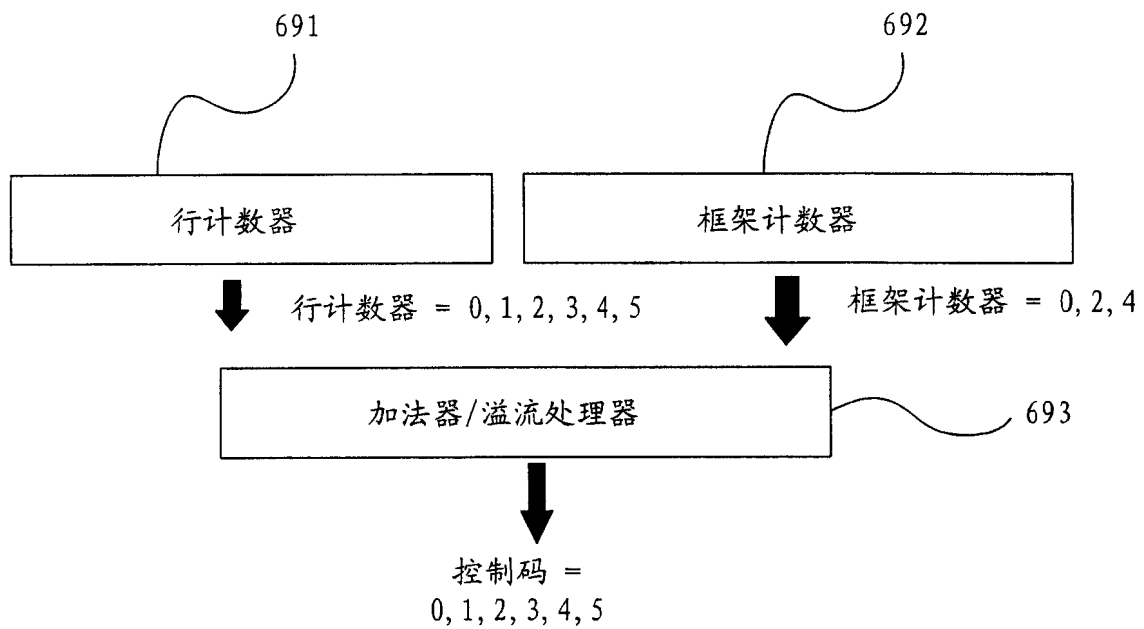 691
692
行计数器
框架计数器
行计数器 = 0, 1, 2, 3, 4, 5
框架计数器 = 0, 2, 4
加法器/溢流处理器
693
控制码 =
0, 1, 2, 3, 4, 5